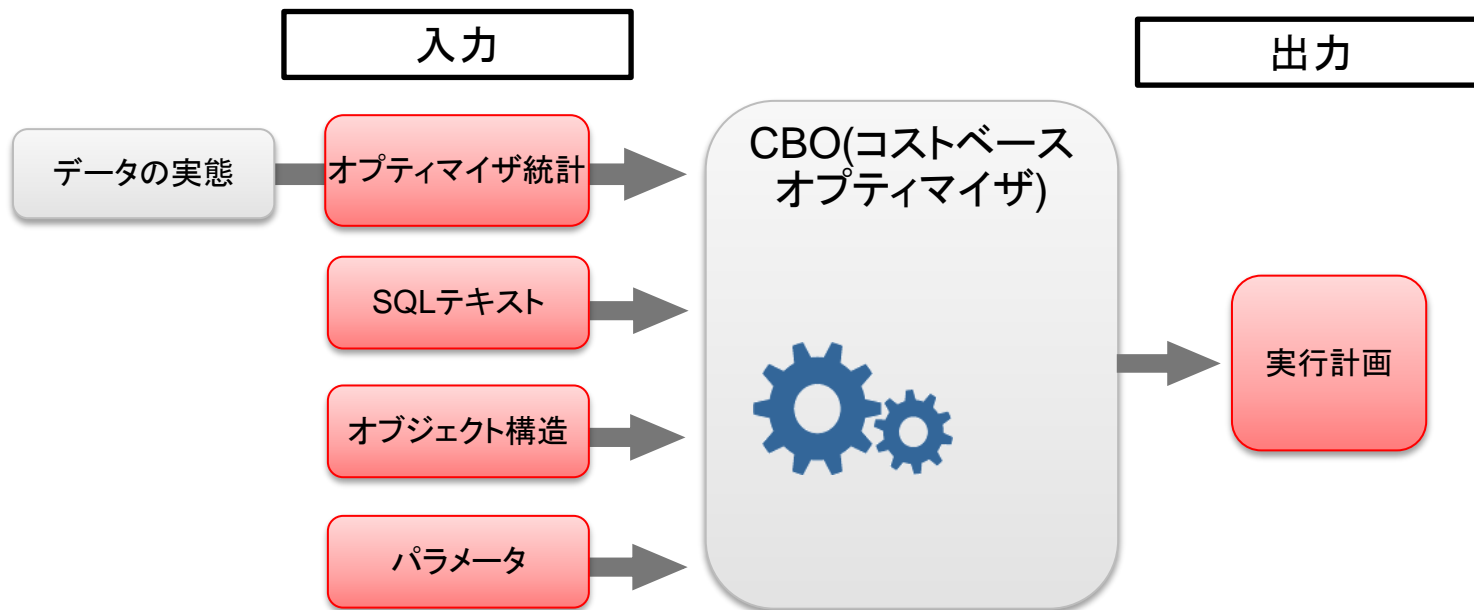 入力
出力
データの実態
オプティマイザ統計
SQLテキスト
オブジェクト構造
パラメータ
CBO(コストベース
オプティマイザ)
実行計画